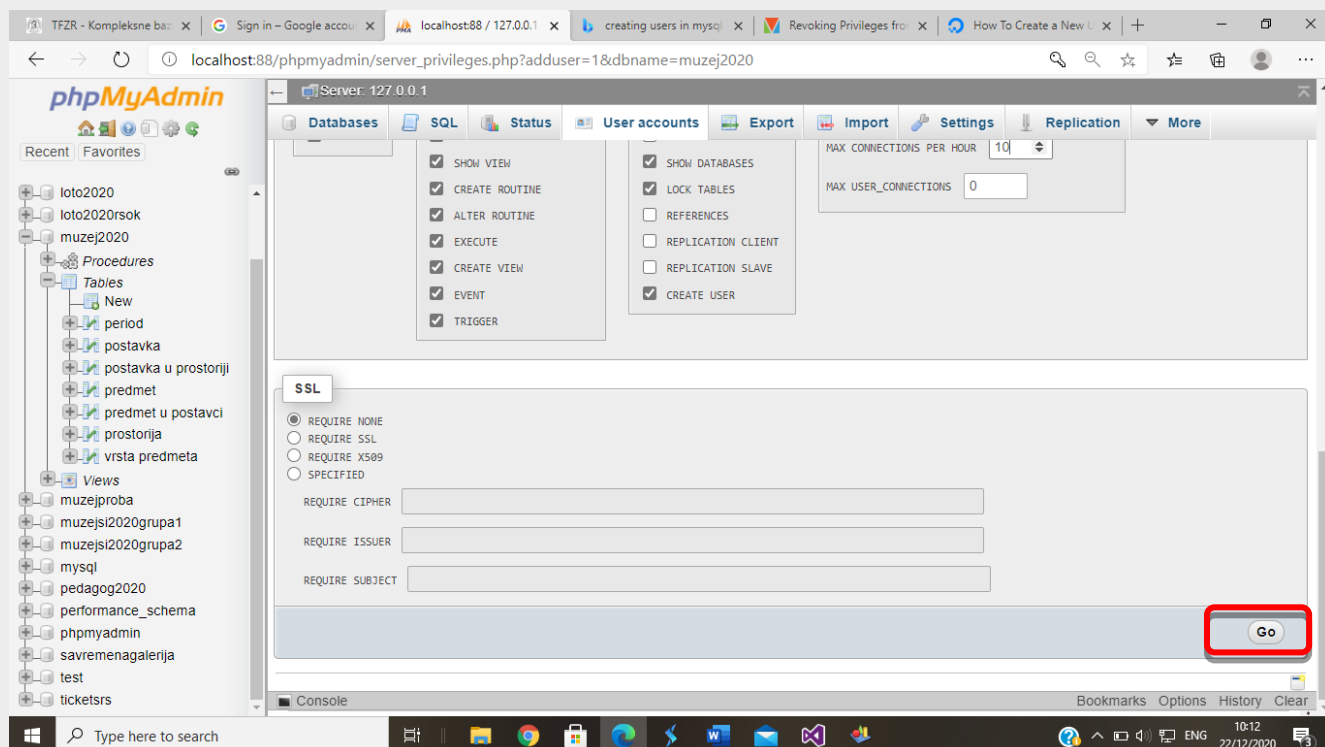 TFZR - Kompleksne baz
Sign in – Google accou
localhost:88 / 127.0.0.1
creating users in mysq
Revoking Privileges fro
How To Create a New U
localhost:88/phpmyadmin/server_privileges.php?adduser=1&dbname=muzej2020
phpMyAdmin
Recent Favorites
loto2020
loto2020rsok
muzej2020
Procedures
Tables
New
period
postavka
postavka u prostoriji
predmet
predmet u postavci
prostorija
vrsta predmeta
Views
muzejproba
muzejsi2020grupa1
muzejsi2020grupa2
mysql
pedagog2020
performance_schema
phpmyadmin
savremenagalerija
test
ticketsrs
Server: 127.0.0.1
Databases SQL Status User accounts Export Import Settings Replication More
SHOW VIEW
CREATE ROUTINE
ALTER ROUTINE
EXECUTE
CREATE VIEW
EVENT
TRIGGER
SHOW DATABASES
LOCK TABLES
REFERENCES
REPLICATION CLIENT
REPLICATION SLAVE
CREATE USER
MAX CONNECTIONS PER HOUR 10
MAX USER_CONNECTIONS 0
SSL
REQUIRE NONE
REQUIRE SSL
REQUIRE X509
SPECIFIED
REQUIRE CIPHER
REQUIRE ISSUER
REQUIRE SUBJECT
Go
Console Bookmarks Options History Clear
Type here to search
ENG
10:12
22/12/2020
3